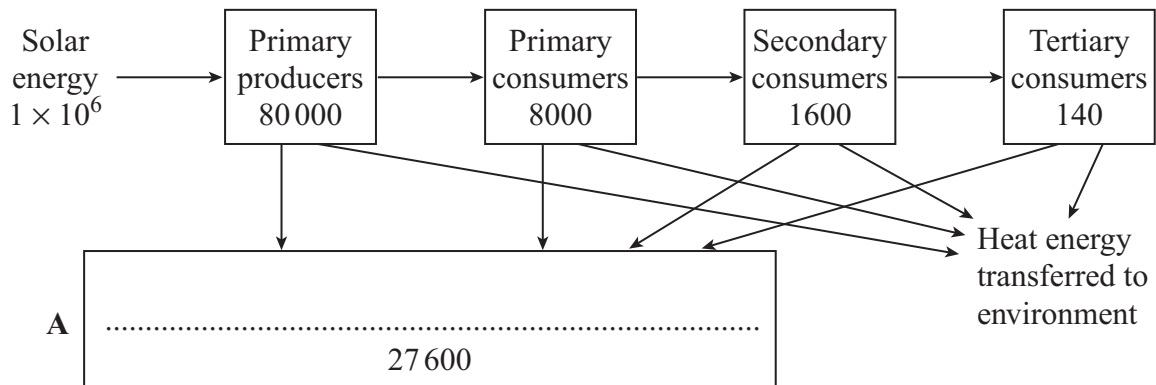 Solar
energy
1 × 10⁶
Primary
producers
80 000
Primary
consumers
8000
Secondary
consumers
1600
Tertiary
consumers
140
Heat energy
transferred to
environment
A
................................................................................
27 600